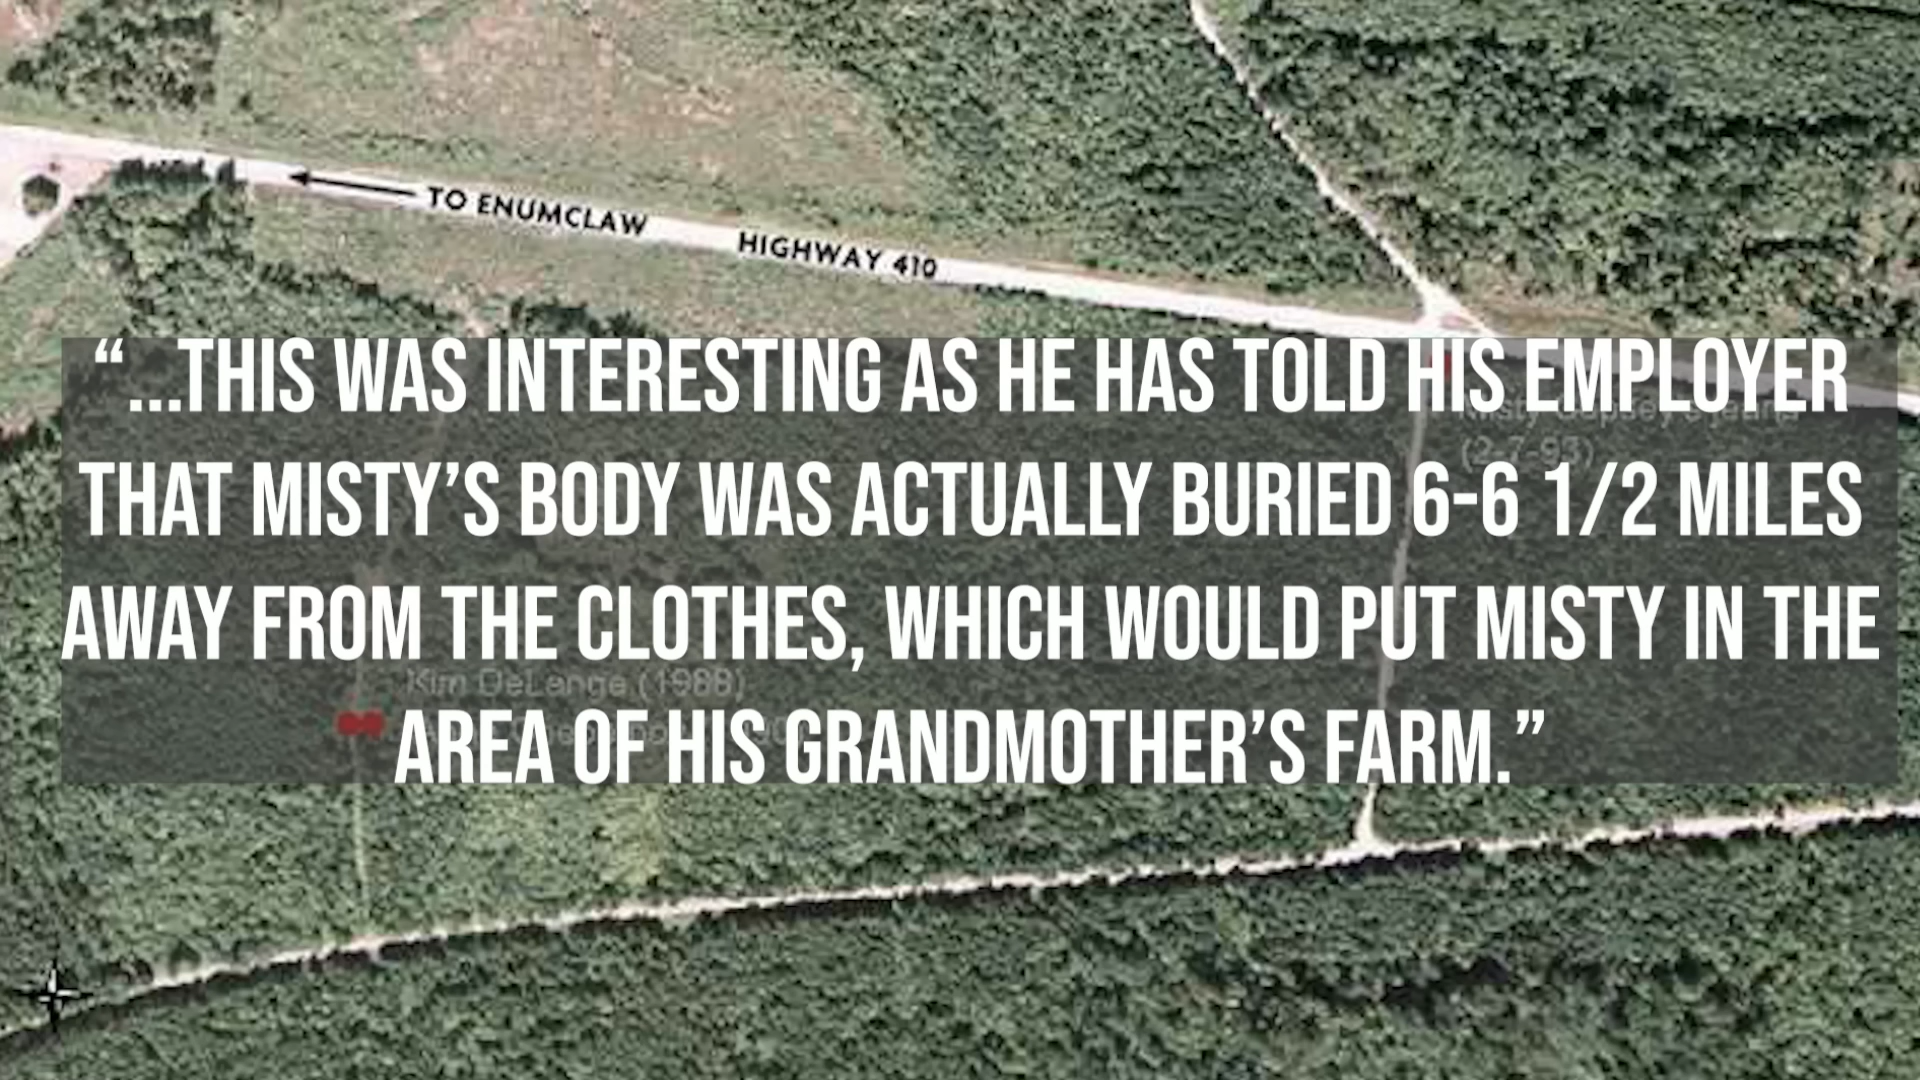 TO ENUMCLAW
HIGHWAY 410
“...THIS WAS INTERESTING AS HE HAS TOLD HIS EMPLOYER
THAT MISTY’S BODY WAS ACTUALLY BURIED 6-6 1/2 MILES
AWAY FROM THE CLOTHES, WHICH WOULD PUT MISTY IN THE
AREA OF HIS GRANDMOTHER’S FARM.”
(2-7-93)
Kim DeLange (1988)